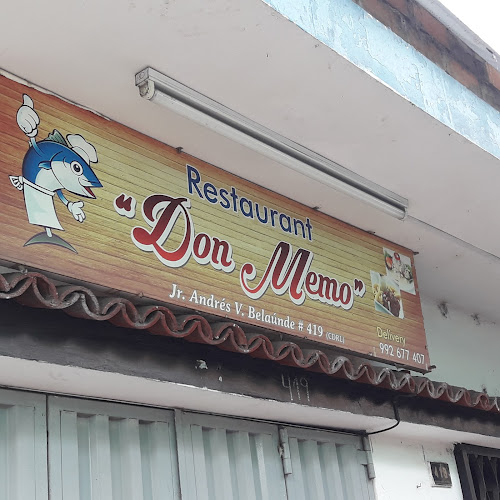 Restaurant
"Don Memo"
Jr. Andrés V. Belaúnde # 419 (CDRL)
Delivery
992 677 407
419